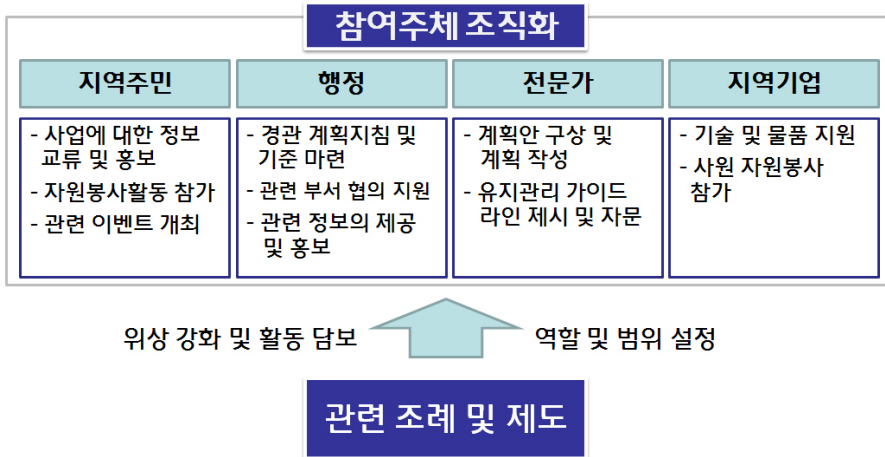 참여주체 조직화
지역주민
- 사업에 대한 정보
교류 및 홍보
- 자원봉사활동 참가
- 관련 이벤트 개최
행정
- 경관 계획지침 및
기준 마련
- 관련 부서 협의 지원
- 관련 정보의 제공
및 홍보
전문가
- 계획안 구상 및
계획 작성
- 유지관리 가이드
라인 제시 및 자문
지역기업
- 기술 및 물품 지원
- 사원 자원봉사
참가
위상 강화 및 활동 담보
역할 및 범위 설정
관련 조례 및 제도